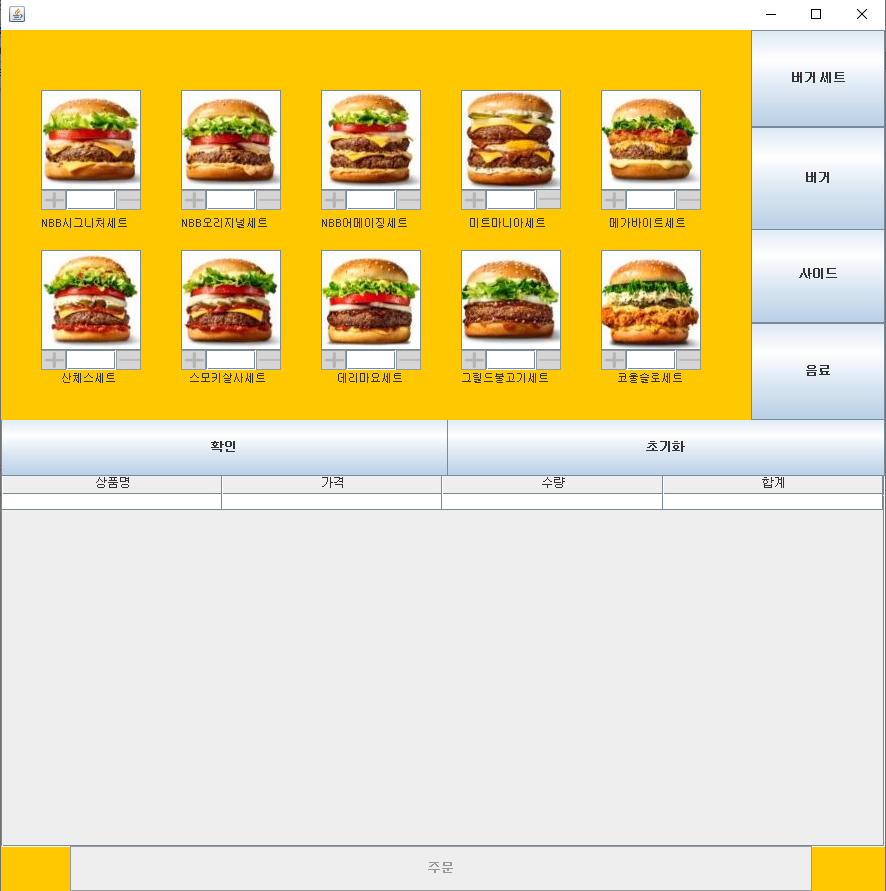 버거 세트
버거
사이드
음료
NBB시그니처세트
NBB오리지널세트
NBB어메이징세트
미트마니아세트
메가바이트세트
산체스세트
스모키살사세트
데리마요세트
그릴드불고기세트
코울슬로세트
확인
초기화
상품명
가격
수량
합계
주문